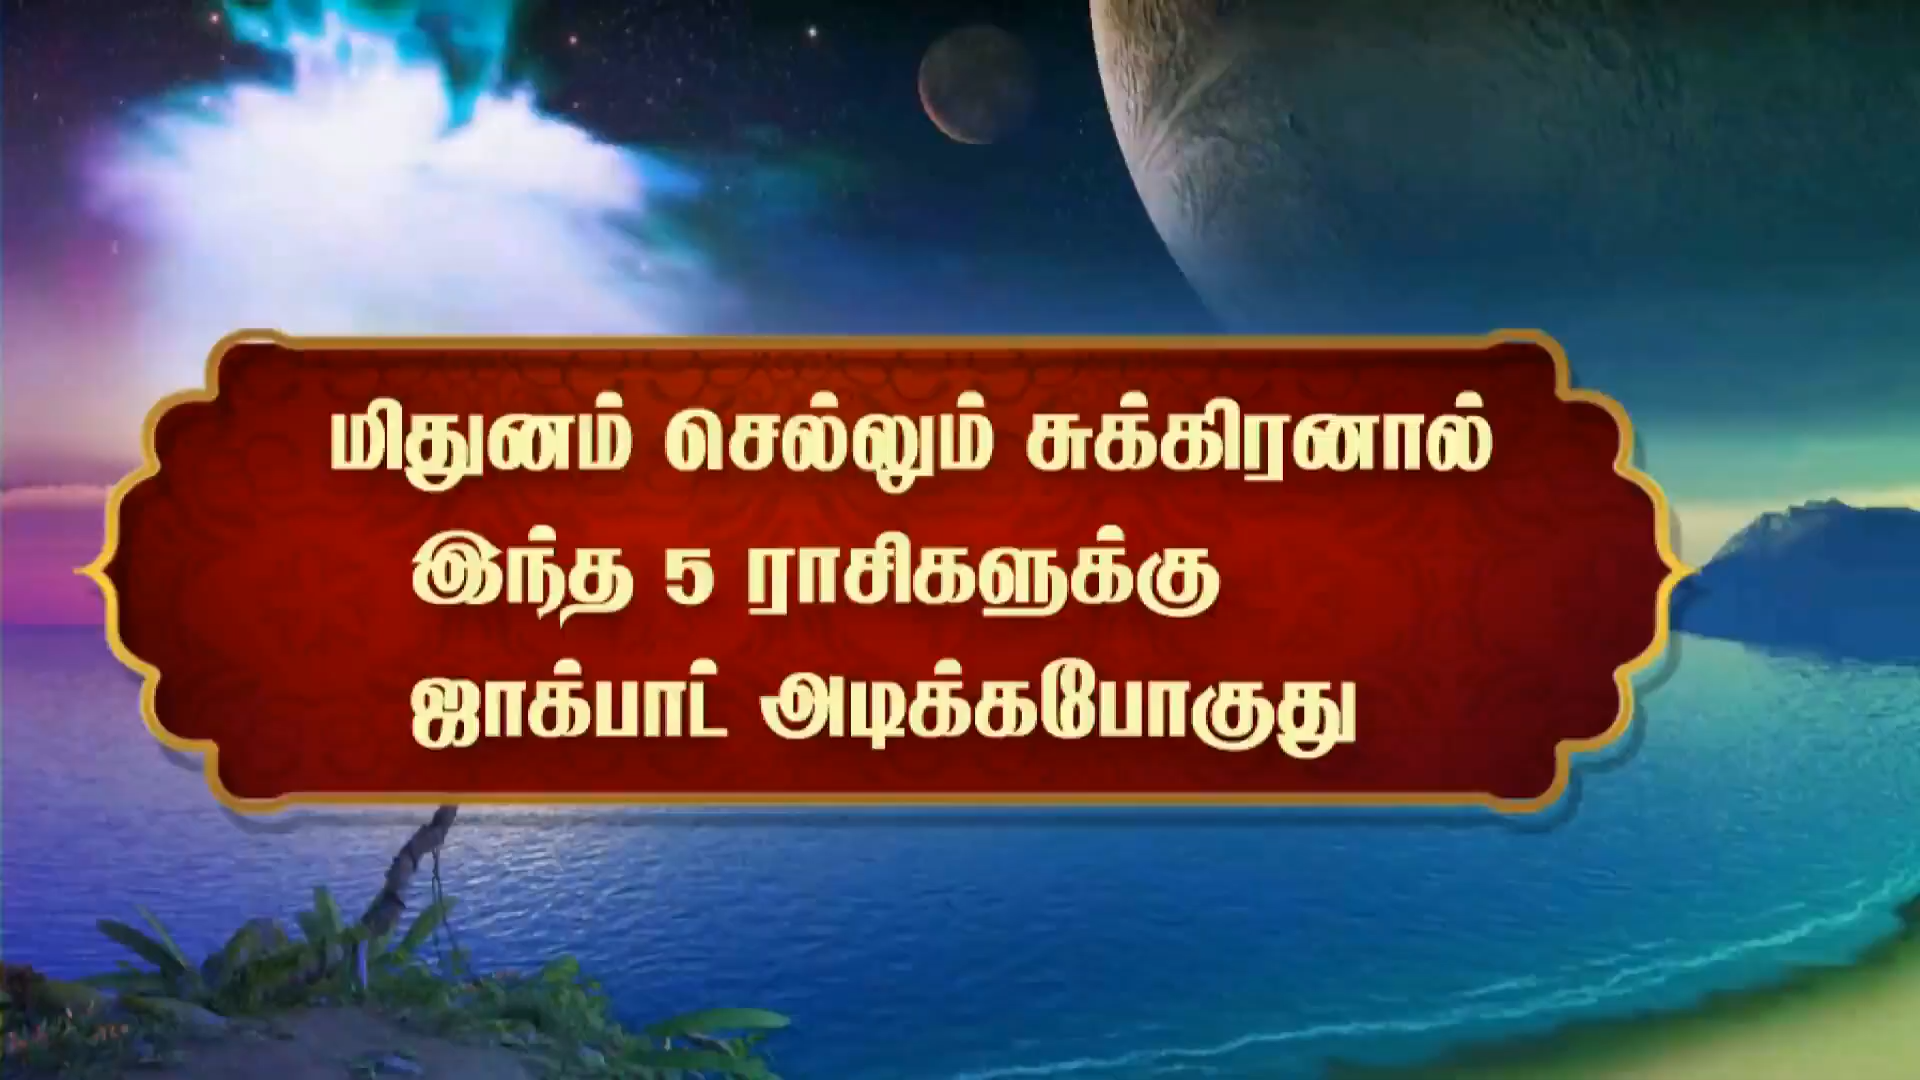 மிதுனம் செல்லும் சுக்கிரனால்
இந்த 5 ராசிகளுக்கு
ஜாக்பாட் அடிக்கபோகுது